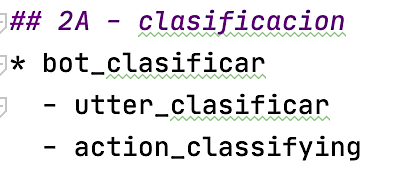 ## 2A - clasificacion
* bot_clasificar
  - utter_clasificar
  - action_classifying